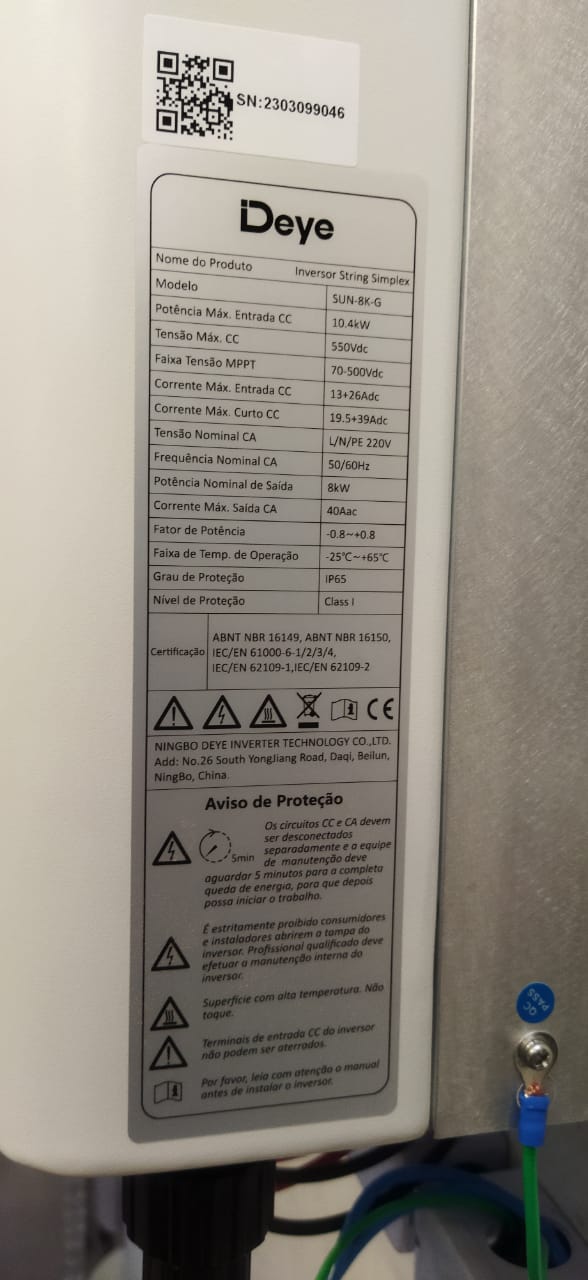 SN:2303099046
Deye
Nome do Produto Inversor String Simplex
Modelo SUN-8K-G
Potência Máx. Entrada CC 10.4kW
Tensão Máx. CC 550Vdc
Faixa Tensão MPPT 70-500Vdc
Corrente Máx. Entrada CC 13+26Adc
Corrente Máx. Curto CC 19.5+39Adc
Tensão Nominal CA L/N/PE 220V
Frequência Nominal CA 50/60Hz
Potência Nominal de Saída 8kW
Corrente Máx. Saída CA 40Aac
Fator de Potência -0.8~+0.8
Faixa de Temp. de Operação -25℃~+65℃
Grau de Proteção IP65
Nível de Proteção Class I
Certificação
ABNT NBR 16149, ABNT NBR 16150,
IEC/EN 61000-6-1/2/3/4,
IEC/EN 62109-1,IEC/EN 62109-2
CE
NINGBO DEYE INVERTER TECHNOLOGY CO.,LTD.
Add: No.26 South YongJiang Road, Daqi, Beilun,
NingBo, China.
Aviso de Proteção
5min
Os circuitos CC e CA devem
ser desconectados
separadamente e a equipe
de manutenção deve
aguardar 5 minutos para a completa
queda de energia, para que depois
possa iniciar o trabalho.
É estritamente proibido consumidores
e instaladores abrirem a tampa do
inversor. Profissional qualificado deve
efetuar a manutenção interna do
inversor.
Superfície com alta temperatura. Não
toque.
Terminais de entrada CC do inversor
não podem ser aterrados.
Por favor, leia com atenção o manual
antes de instalar o inversor.
QC
PASS